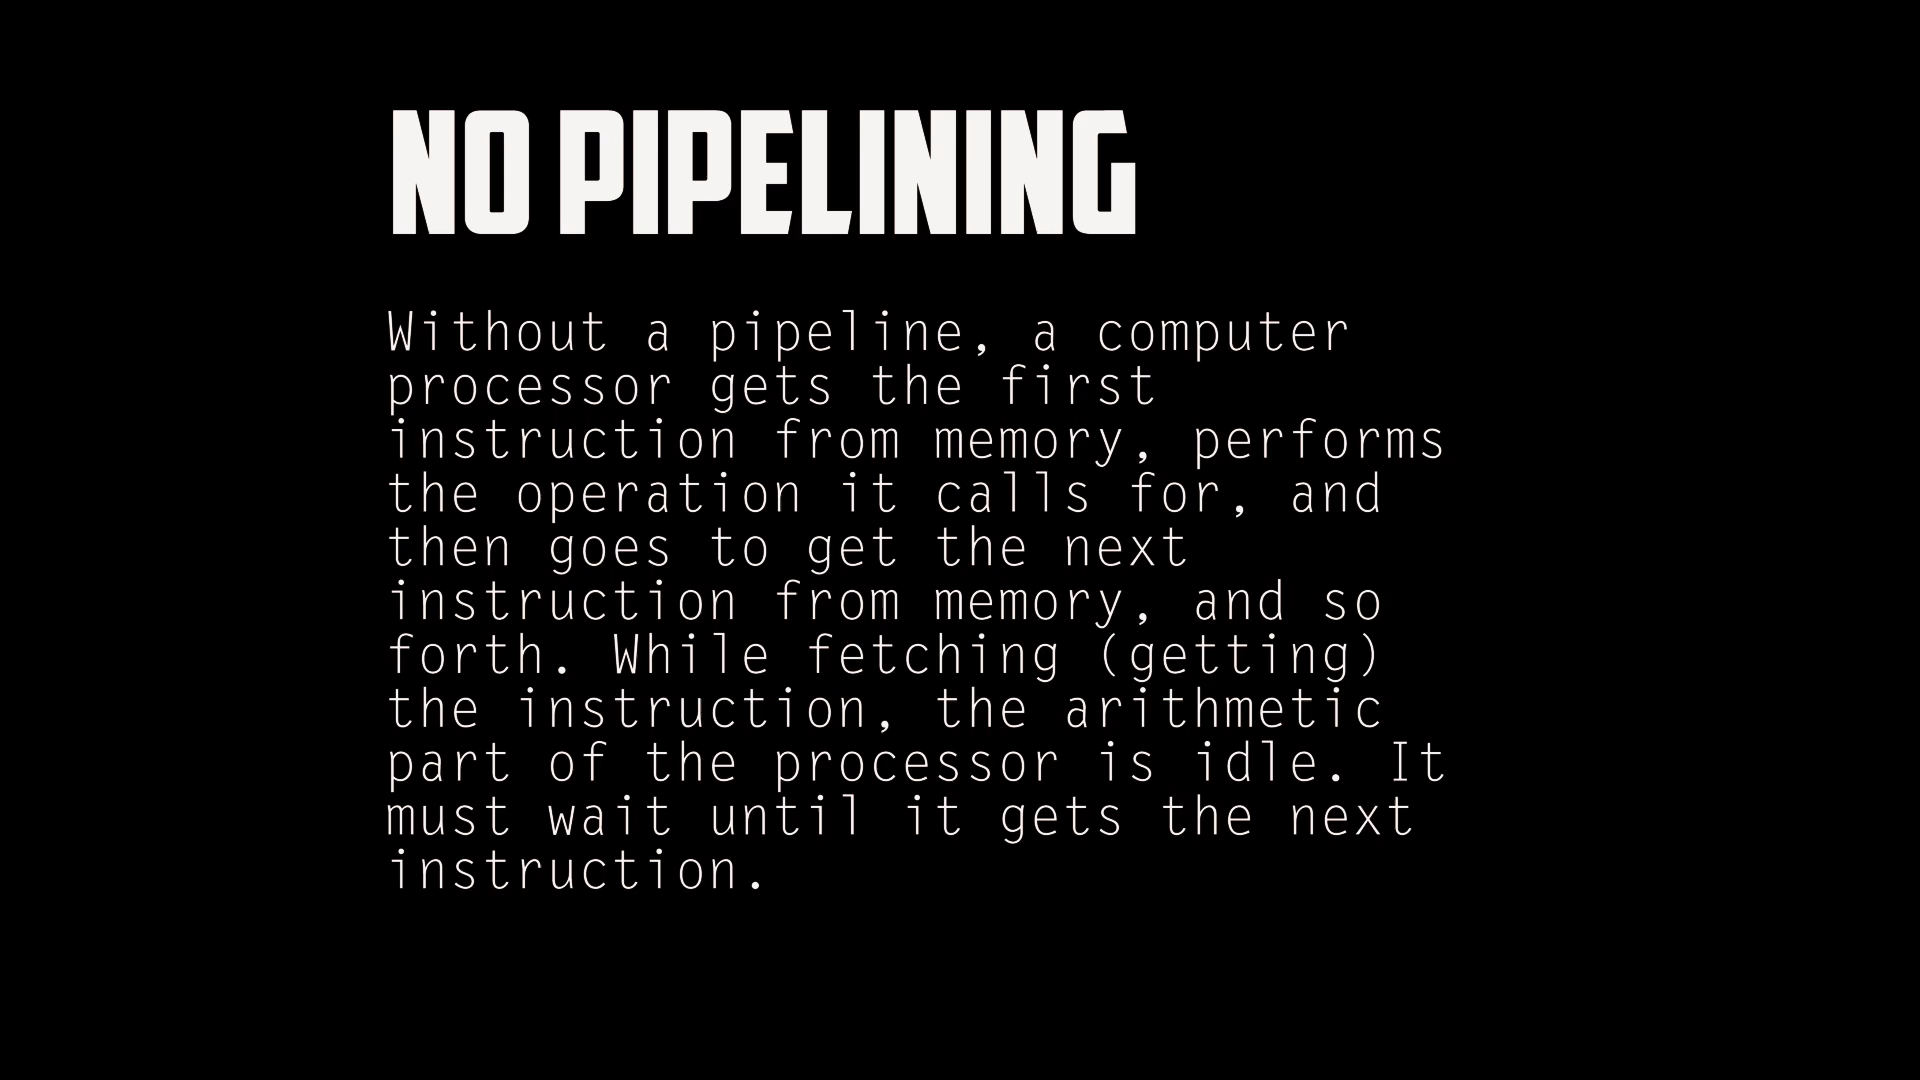 NO PIPELINING
Without a pipeline, a computer
processor gets the first
instruction from memory, performs
the operation it calls for, and
then goes to get the next
instruction from memory, and so
forth. While fetching (getting)
the instruction, the arithmetic
part of the processor is idle. It
must wait until it gets the next
instruction.